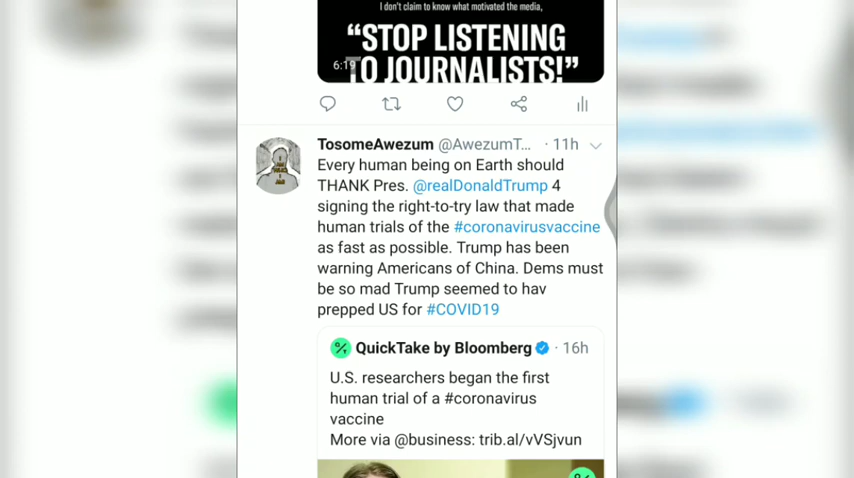 I don't claim to know what motivated the media,
“STOP LISTENING
TO JOURNALISTS!”
6:19
TosomeAwezum @AwezumT... · 11h
Every human being on Earth should
THANK Pres. @realDonaldTrump 4
signing the right-to-try law that made
human trials of the #coronavirusvaccine
as fast as possible. Trump has been
warning Americans of China. Dems must
be so mad Trump seemed to hav
prepped US for #COVID19
QuickTake by Bloomberg · 16h
U.S. researchers began the first
human trial of a #coronavirus
vaccine
More via @business: trib.al/vVSjvun